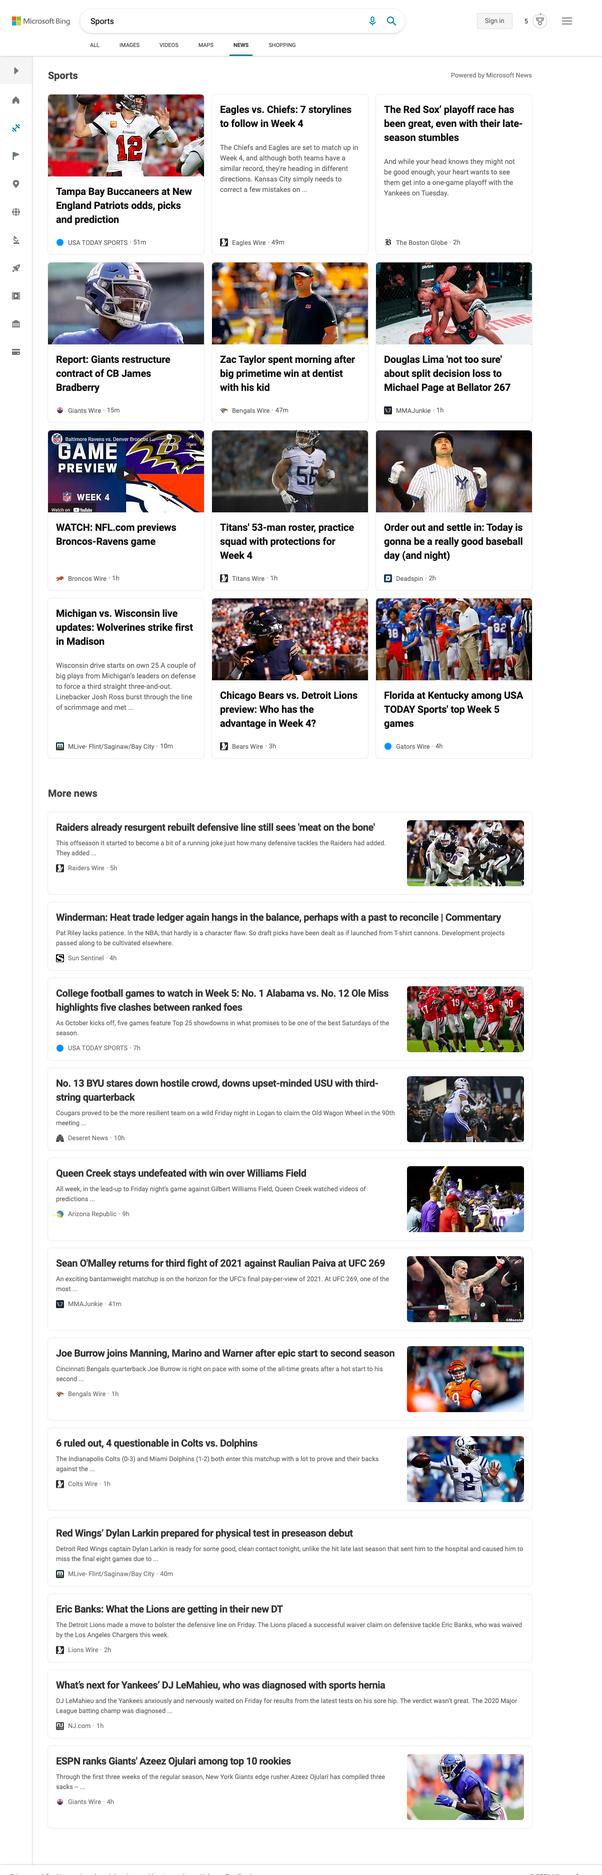 Microsoft Bing
Sports
Sign in
5
ALL
IMAGES
VIDEOS
MAPS
NEWS
SHOPPING
Sports
Powered by Microsoft News
Tampa Bay Buccaneers at New
England Patriots odds, picks
and prediction
USA TODAY SPORTS · 51m
Eagles vs. Chiefs: 7 storylines
to follow in Week 4
The Chiefs and Eagles are set to match up in
Week 4, and although both teams have a
similar record, they're heading in different
directions. Kansas City simply needs to
correct a few mistakes on ...
Eagles Wire · 49m
The Red Sox' playoff race has
been great, even with their late-
season stumbles
And while your head knows they might not
be good enough, your heart wants to see
them get into a one-game playoff with the
Yankees on Tuesday.
The Boston Globe · 2h
Report: Giants restructure
contract of CB James
Bradberry
Giants Wire · 15m
Zac Taylor spent morning after
big primetime win at dentist
with his kid
Bengals Wire · 47m
Douglas Lima 'not too sure'
about split decision loss to
Michael Page at Bellator 267
MMAJunkie · 1h
Baltimore Ravens vs. Denver Broncos |...
GAME
PREVIEW
WEEK 4
Watch on YouTube
WATCH: NFL.com previews
Broncos-Ravens game
Broncos Wire · 1h
Titans' 53-man roster, practice
squad with protections for
Week 4
Titans Wire · 1h
Order out and settle in: Today is
gonna be a really good baseball
day (and night)
Deadspin · 2h
Michigan vs. Wisconsin live
updates: Wolverines strike first
in Madison
Wisconsin drive starts on own 25 A couple of
big plays from Michigan's leaders on defense
to force a third straight three-and-out.
Linebacker Josh Ross burst through the line
of scrimmage and met ...
MLive- Flint/Saginaw/Bay City · 10m
Chicago Bears vs. Detroit Lions
preview: Who has the
advantage in Week 4?
Bears Wire · 3h
Florida at Kentucky among USA
TODAY Sports' top Week 5
games
Gators Wire · 4h
More news
Raiders already resurgent rebuilt defensive line still sees 'meat on the bone'
This offseason it started to become a bit of a running joke just how many defensive tackles the Raiders had added.
They added ...
Raiders Wire · 5h
Winderman: Heat trade ledger again hangs in the balance, perhaps with a past to reconcile | Commentary
Pat Riley lacks patience. In the NBA, that hardly is a character flaw. So draft picks have been dealt as if launched from T-shirt cannons. Development projects
passed along to be cultivated elsewhere.
Sun Sentinel · 4h
College football games to watch in Week 5: No. 1 Alabama vs. No. 12 Ole Miss
highlights five clashes between ranked foes
As October kicks off, five games feature Top 25 showdowns in what promises to be one of the best Saturdays of the
season.
USA TODAY SPORTS · 7h
No. 13 BYU stares down hostile crowd, downs upset-minded USU with third-
string quarterback
Cougars proved to be the more resilient team on a wild Friday night in Logan to claim the Old Wagon Wheel in the 90th
meeting ...
Deseret News · 10h
Queen Creek stays undefeated with win over Williams Field
All week, in the lead-up to Friday night's game against Gilbert Williams Field, Queen Creek watched videos of
predictions ...
Arizona Republic · 9h
Sean O'Malley returns for third fight of 2021 against Raulian Paiva at UFC 269
An exciting bantamweight matchup is on the horizon for the UFC's final pay-per-view of 2021. At UFC 269, one of the
most ...
MMAJunkie · 41m
Joe Burrow joins Manning, Marino and Warner after epic start to second season
Cincinnati Bengals quarterback Joe Burrow is right on pace with some of the all-time greats after a hot start to his
second ...
Bengals Wire · 1h
6 ruled out, 4 questionable in Colts vs. Dolphins
The Indianapolis Colts (0-3) and Miami Dolphins (1-2) both enter this matchup with a lot to prove and their backs
against the ...
Colts Wire · 1h
Red Wings' Dylan Larkin prepared for physical test in preseason debut
Detroit Red Wings captain Dylan Larkin is ready for some good, clean contact tonight, unlike the hit late last season that sent him to the hospital and caused him to
miss the final eight games due to ...
MLive- Flint/Saginaw/Bay City · 40m
Eric Banks: What the Lions are getting in their new DT
The Detroit Lions made a move to bolster the defensive line on Friday. The Lions placed a successful waiver claim on defensive tackle Eric Banks, who was waived
by the Los Angeles Chargers this week.
Lions Wire · 2h
What's next for Yankees' DJ LeMahieu, who was diagnosed with sports hernia
DJ LeMahieu and the Yankees anxiously and nervously waited on Friday for results from the latest tests on his sore hip. The verdict wasn't great. The 2020 Major
League batting champ was diagnosed ...
NJ.com · 1h
ESPN ranks Giants' Azeez Ojulari among top 10 rookies
Through the first three weeks of the regular season, New York Giants edge rusher Azeez Ojulari has compiled three
sacks – ...
Giants Wire · 4h